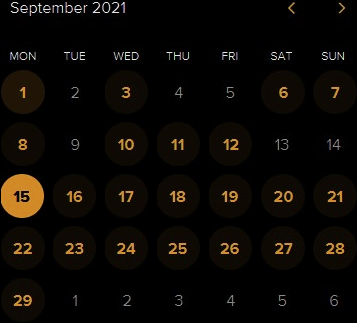 September 2021
MON TUE WED THU FRI SAT SUN
1 2 3 4 5 6 7
8 9 10 11 12 13 14
15 16 17 18 19 20 21
22 23 24 25 26 27 28
29 1 2 3 4 5 6